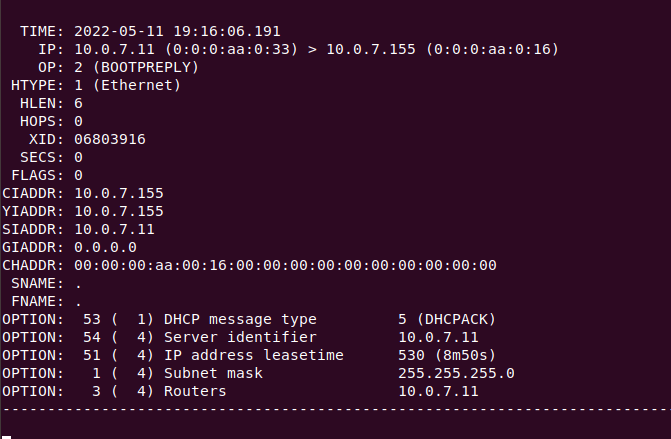 TIME: 2022-05-11 19:16:06.191
IP: 10.0.7.11 (0:0:0:aa:0:33) > 10.0.7.155 (0:0:0:aa:0:16)
OP: 2 (BOOTPREPLY)
HTYPE: 1 (Ethernet)
HLEN: 6
HOPS: 0
XID: 06803916
SECS: 0
FLAGS: 0
CIADDR: 10.0.7.155
YIADDR: 10.0.7.155
SIADDR: 10.0.7.11
GIADDR: 0.0.0.0
CHADDR: 00:00:00:aa:00:16:00:00:00:00:00:00:00:00:00:00
SNAME: .
FNAME: .
OPTION:  53 (  1) DHCP message type         5 (DHCPACK)
OPTION:  54 (  4) Server identifier         10.0.7.11
OPTION:  51 (  4) IP address leasetime      530 (8m50s)
OPTION:   1 (  4) Subnet mask               255.255.255.0
OPTION:   3 (  4) Routers                   10.0.7.11
---------------------------------------------------------------------------